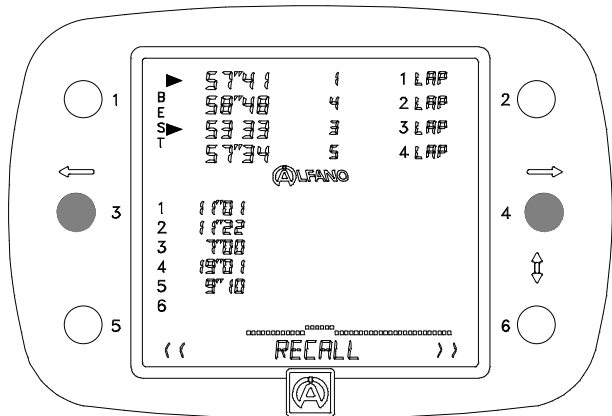 1
2
BEST
▶ 57"41 1 1 LAP
58"48 4 2 LAP
▶ 53 33 3 3 LAP
57"34 5 4 LAP
ALFANO
← →
3
4
1 11"01
2 11"22
3 7"00
4 19"01
5 9"10
6
5
6
<< RECALL >>
A